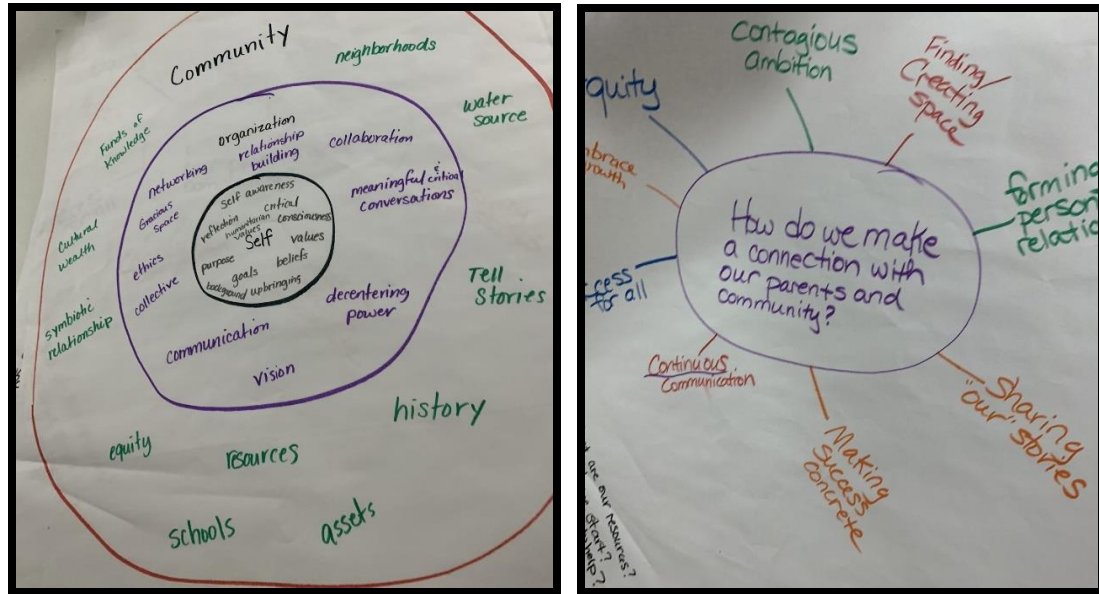 Community
neighborhoods
water
source
Funds of
Knowledge
Cultural
wealth
symbiotic
relationship
Tell
Stories
history
equity
resources
schools
assets
organization
relationship
building
collaboration
networking
Gracious
space
meaningful & critical
conversations
ethics
collective
decentering
power
communication
vision
self awareness
critical
consciousness
reflection
humanitarian
values
Self
values
purpose
beliefs
goals
background upbringing
Contagious
ambition
Finding/
Creating
space
quity
brace
rowth
forming
person
relatio
How do we make
a connection with
our parents and
community?
cess
for all
Continuous
Communication
Making
Success
concrete
Sharing
"our" stories
are our resources?
start?
help?